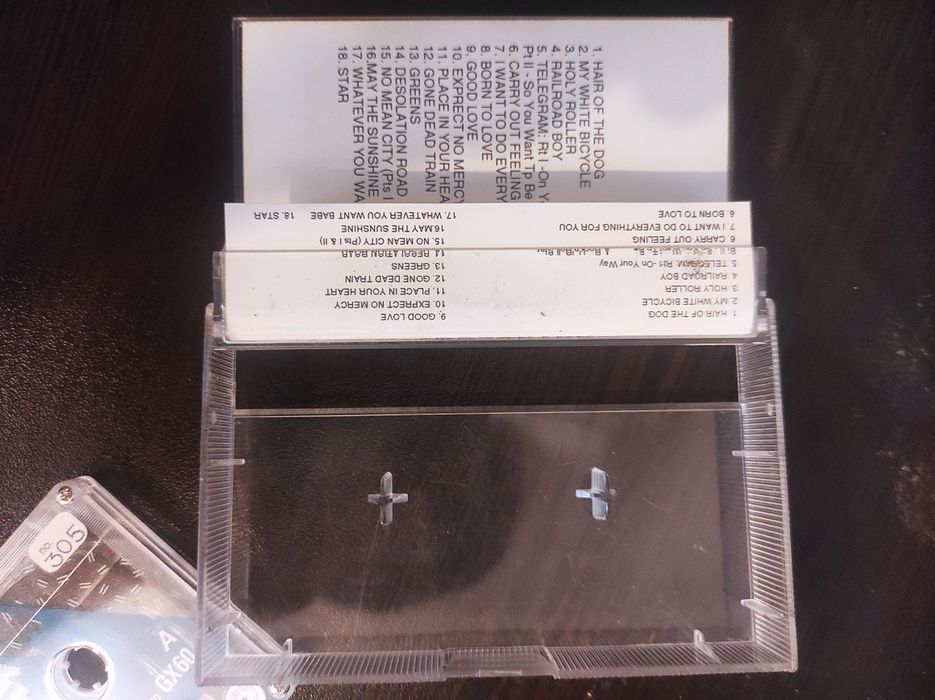 1. HAIR OF THE DOG
2. MY WHITE BICYCLE
3. HOLY ROLLER
4. RAILROAD BOY
5. TELEGRAM: Rt I -On Y
Pt II - So You Want Tp Be
6. CARRY OUT FEELING
7. I WANT TO DO EVERY
8. BORN TO LOVE
9. GOOD LOVE
10. EXPRECT NO MERCY
11. PLACE IN YOUR HEA
12. GONE DEAD TRAIN
13. GREENS
14. DESOLATION ROAD
15. NO MEAN CITY (Pts I
16.MAY THE SUNSHINE
17. WHATEVER YOU WA
18. STAR
1. HAIR OF THE DOG
2. MY WHITE BICYCLE
3. HOLY ROLLER
4. RAILROAD BOY
5. TELEGRAM: Rt I -On Your Way
6. CARRY OUT FEELING
7. I WANT TO DO EVERYTHING FOR YOU
8. BORN TO LOVE
9. GOOD LOVE
10. EXPRECT NO MERCY
11. PLACE IN YOUR HEART
12. GONE DEAD TRAIN
13. GREENS
14.
15. NO MEAN CITY (Pts I & II)
16.MAY THE SUNSHINE
17. WHATEVER YOU WANT BABE
18. STAR
no.
305
A
GX 60